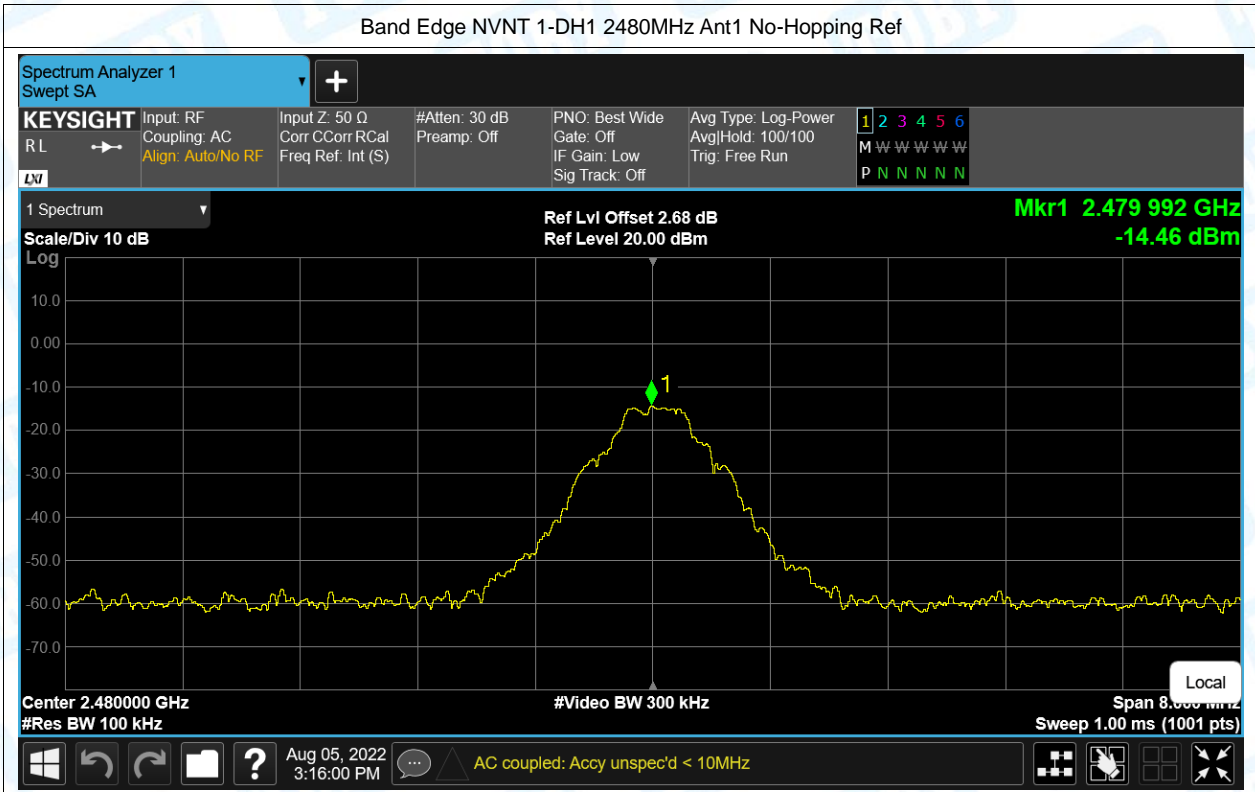 Band Edge NVNT 1-DH1 2480MHz Ant1 No-Hopping Ref
Spectrum Analyzer 1
Swept SA
+
KEYSIGHT
RL
LXI
Input: RF
Coupling: AC
Align: Auto/No RF
Input Z: 50 Ω
Corr CCorr RCal
Freq Ref: Int (S)
#Atten: 30 dB
Preamp: Off
PNO: Best Wide
Gate: Off
IF Gain: Low
Sig Track: Off
Avg Type: Log-Power
Avg|Hold: 100/100
Trig: Free Run
1 2 3 4 5 6
M W W W W W
P N N N N N
1 Spectrum
Scale/Div 10 dB
Ref Lvl Offset 2.68 dB
Ref Level 20.00 dBm
Mkr1 2.479 992 GHz
-14.46 dBm
Log
10.0
0.00
-10.0
1
-20.0
-30.0
-40.0
-50.0
-60.0
-70.0
Local
Center 2.480000 GHz
#Video BW 300 kHz
Span 8.000 MHz
#Res BW 100 kHz
Sweep 1.00 ms (1001 pts)
?
Aug 05, 2022
3:16:00 PM
AC coupled: Accy unspec'd < 10MHz